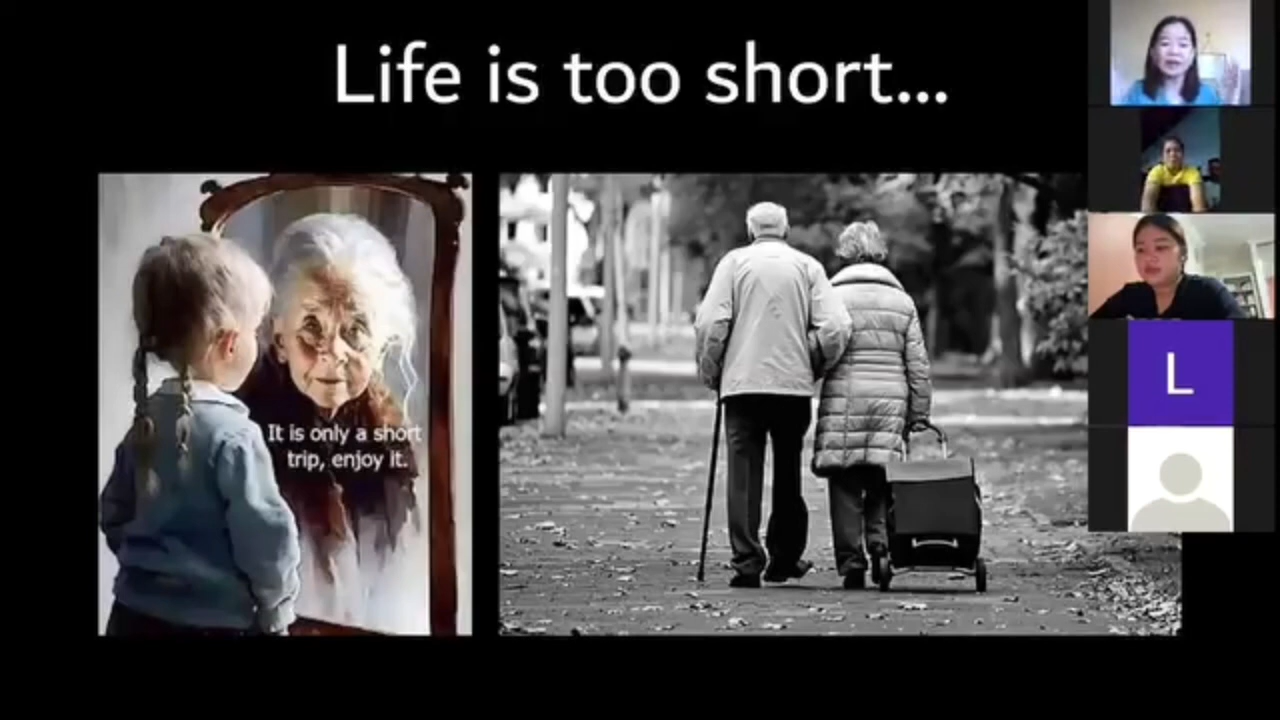 Life is too short...
It is only a short
trip, enjoy it.
L